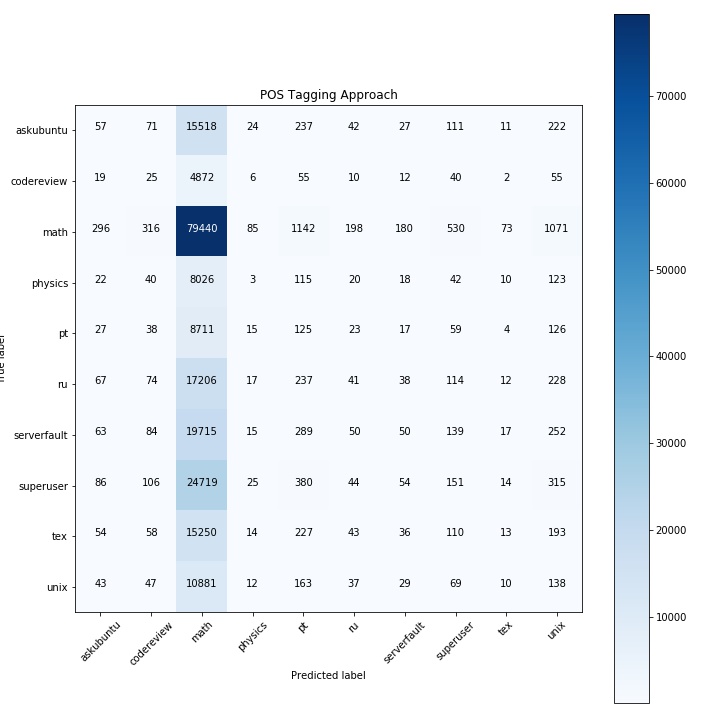 POS Tagging Approach
askubuntu 57 71 15518 24 237 42 27 111 11 222
codereview 19 25 4872 6 55 10 12 40 2 55
math 296 316 79440 85 1142 198 180 530 73 1071
physics 22 40 8026 3 115 20 18 42 10 123
pt 27 38 8711 15 125 23 17 59 4 126
ru 67 74 17206 17 237 41 38 114 12 228
serverfault 63 84 19715 15 289 50 50 139 17 252
superuser 86 106 24719 25 380 44 54 151 14 315
tex 54 58 15250 14 227 43 36 110 13 193
unix 43 47 10881 12 163 37 29 69 10 138
askubuntu codereview math physics pt ru serverfault superuser tex unix
Predicted label
70000
60000
50000
40000
30000
20000
10000